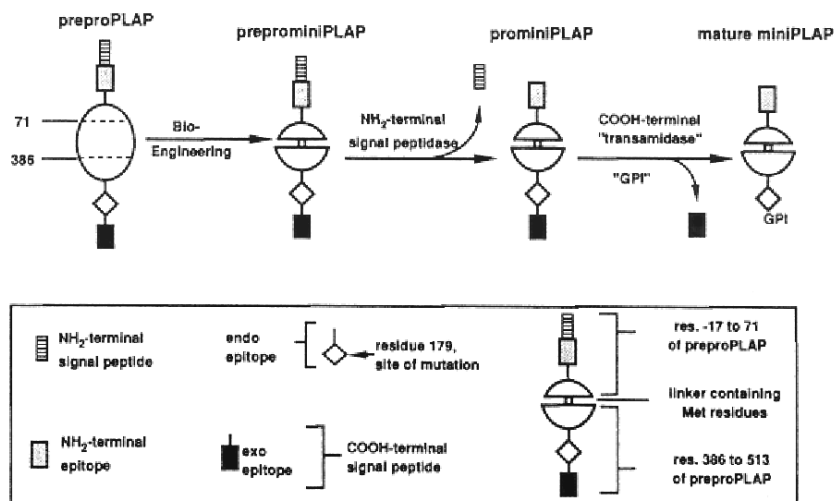 preproPLAP
preprominiPLAP
prominiPLAP
mature miniPLAP
71
386
Bio-
Engineering
NH2-terminal
signal peptidase
COOH-terminal
"transamidase"
"GPI"
GPI
NH2-terminal
signal peptide
endo
epitope
residue 179,
site of mutation
res. -17 to 71
of preproPLAP
linker containing
Met residues
NH2-terminal
epitope
exo
epitope
COOH-terminal
signal peptide
res. 386 to 513
of preproPLAP